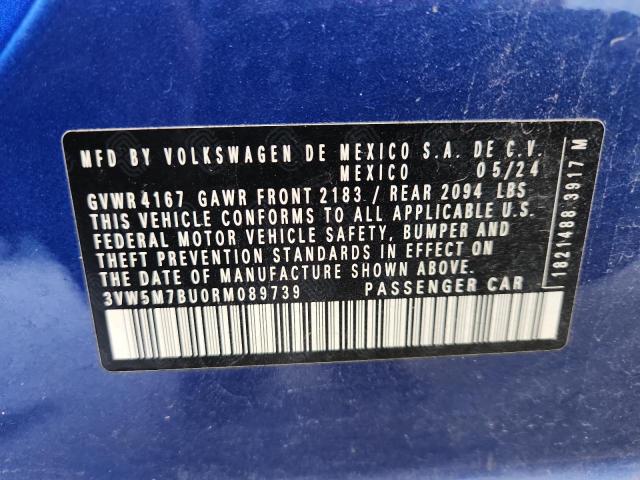 MFD BY VOLKSWAGEN DE MEXICO S.A. DE C.V.
MEXICO 05/24
GVWR 4167 GAWR FRONT 2183 / REAR 2094 LBS
THIS VEHICLE CONFORMS TO ALL APPLICABLE U.S.
FEDERAL MOTOR VEHICLE SAFETY, BUMPER AND
THEFT PREVENTION STANDARDS IN EFFECT ON
THE DATE OF MANUFACTURE SHOWN ABOVE.
3VW5M7BU0RM089739 PASSENGER CAR
1821488 3917 M